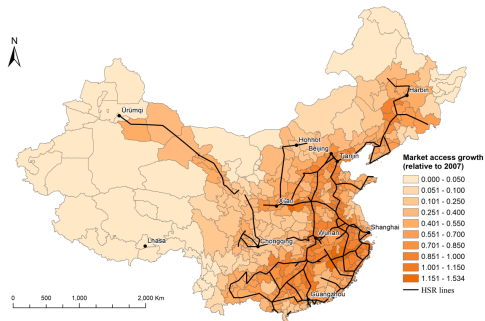 N
Harbin
Ürümqi
Hohhot
Beijing
Tianjin
Market access growth
(relative to 2007)
0.000 - 0.050
0.051 - 0.100
0.101 - 0.250
0.251 - 0.400
0.401 - 0.550
0.551 - 0.700
0.701 - 0.850
0.851 - 1.000
1.001 - 1.150
1.151 - 1.534
HSR lines
Xi'an
Shanghai
Wuhan
Lhasa
Chongqing
Guangzhou
0 500 1,000 2,000 Km